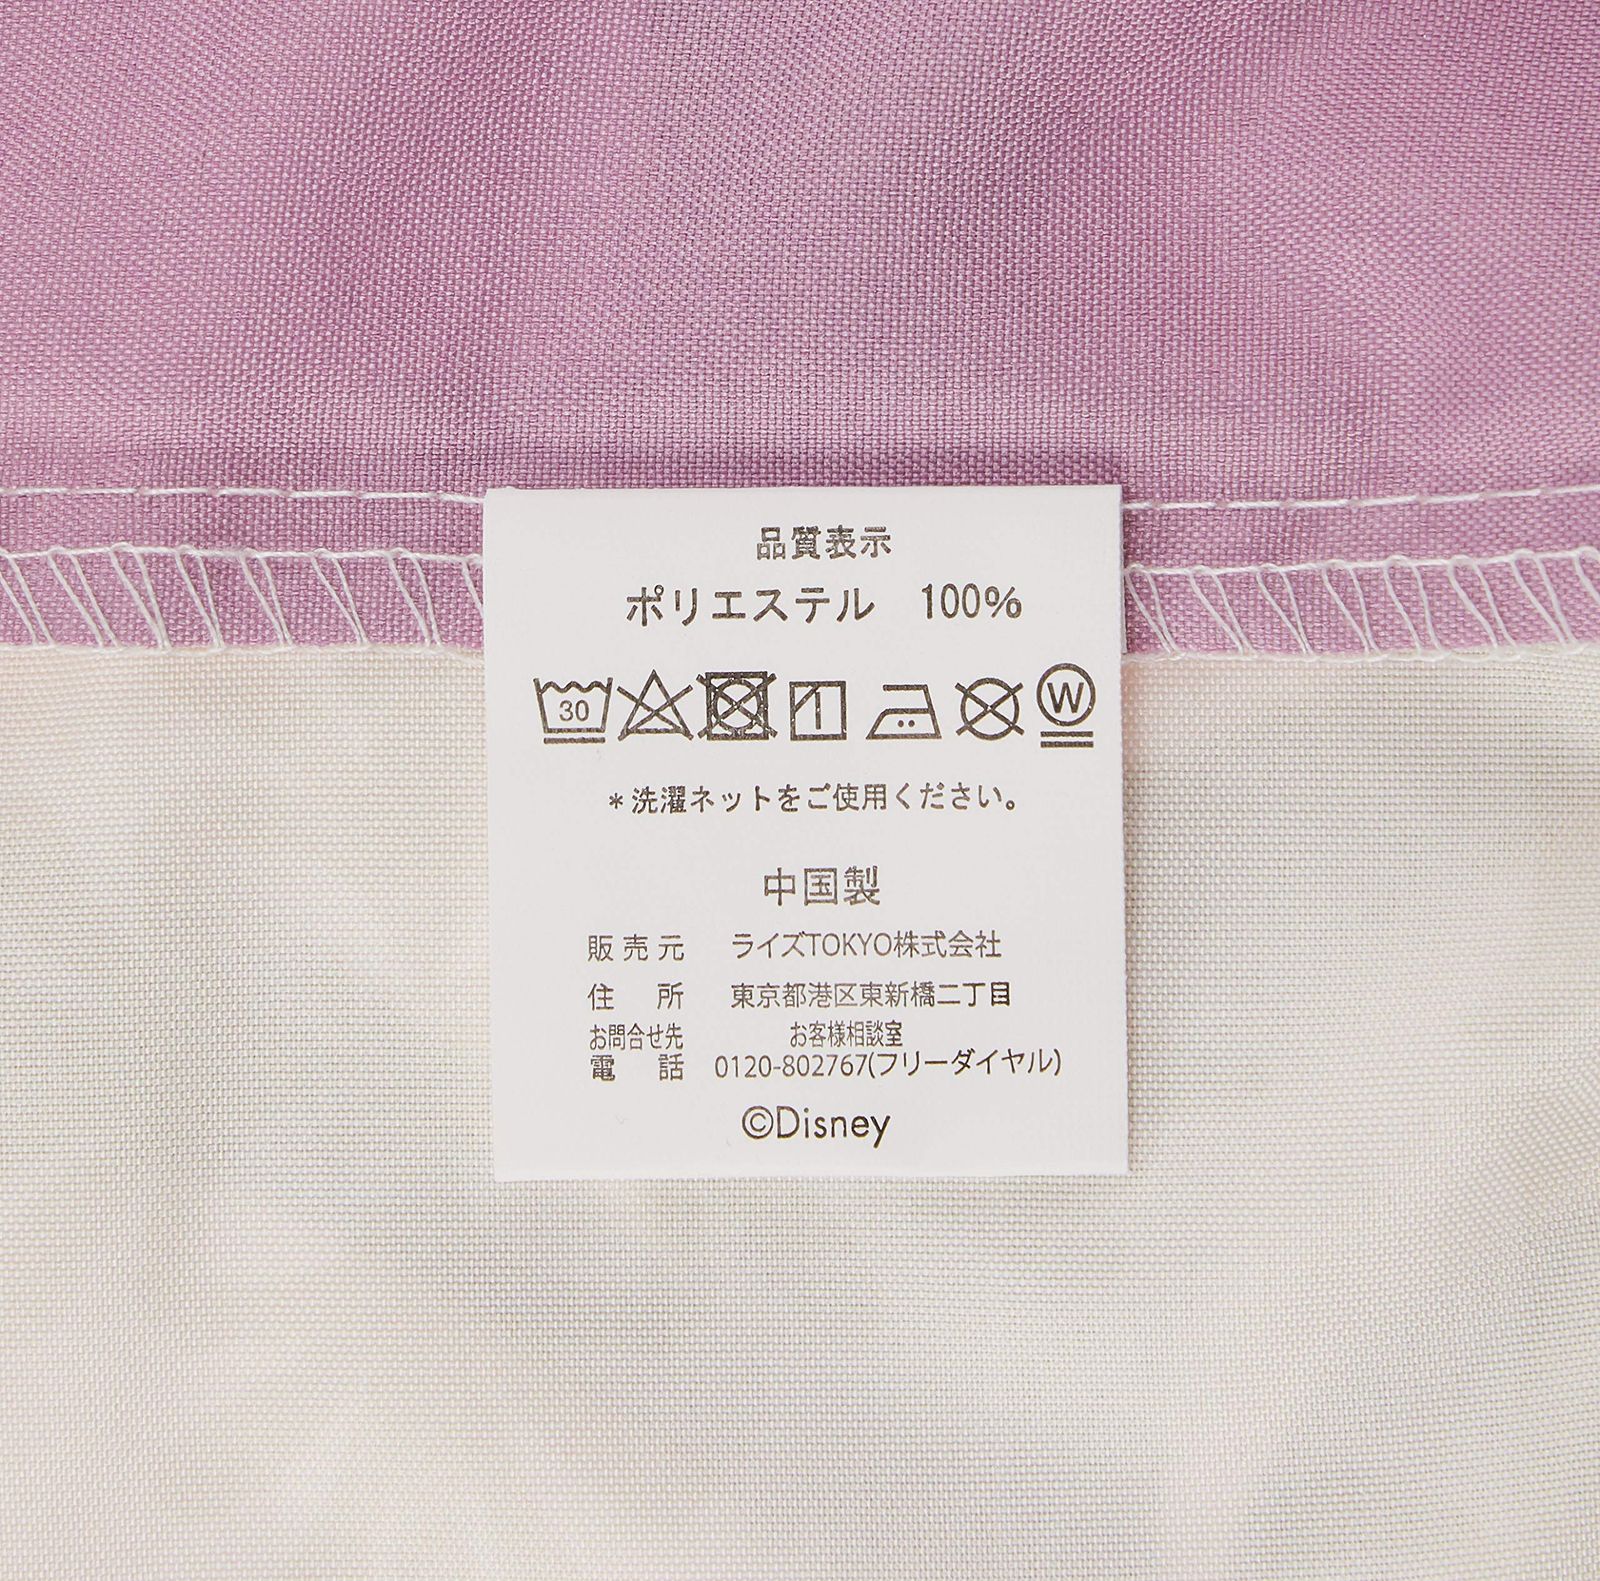 品質表示
ポリエステル 100%
30 W
*洗濯ネットをご使用ください。
中国製
販売元 ライズTOKYO株式会社
住所 東京都港区東新橋二丁目
お問合せ先 お客様相談室
電話 0120-802767(フリーダイヤル)
©Disney